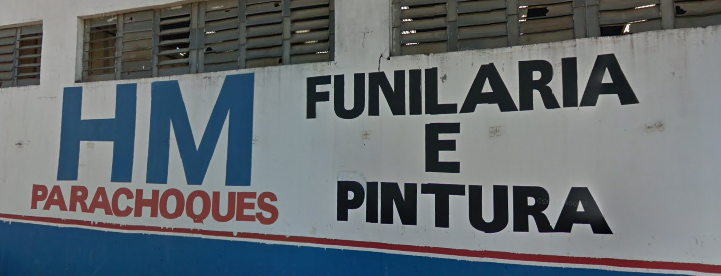 HM
PARACHOQUES
FUNILARIA
E
PINTURA